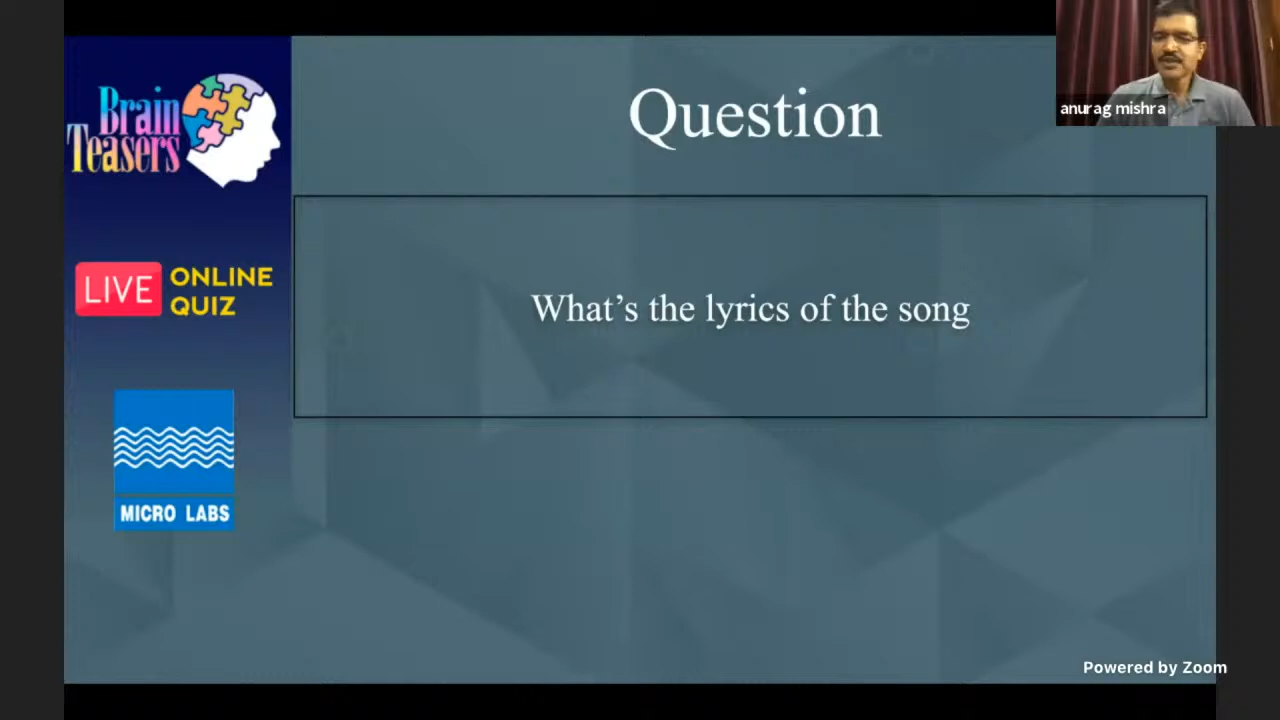 Brain
Teasers
LIVE ONLINE
QUIZ
MICRO LABS
Question
What's the lyrics of the song
anurag mishra
Powered by Zoom